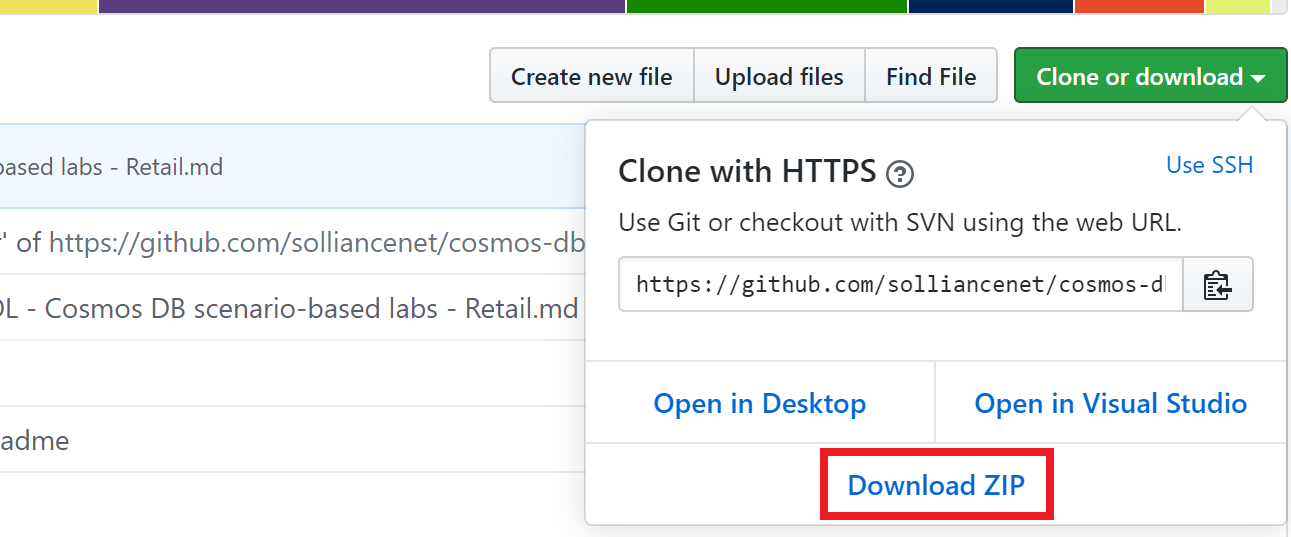 Create new file Upload files Find File Clone or download
based labs - Retail.md
Clone with HTTPS ? Use SSH
Use Git or checkout with SVN using the web URL.
' of https://github.com/solliancenet/cosmos-db
https://github.com/solliancenet/cosmos-d
OL - Cosmos DB scenario-based labs - Retail.md
Open in Desktop Open in Visual Studio
adme
Download ZIP